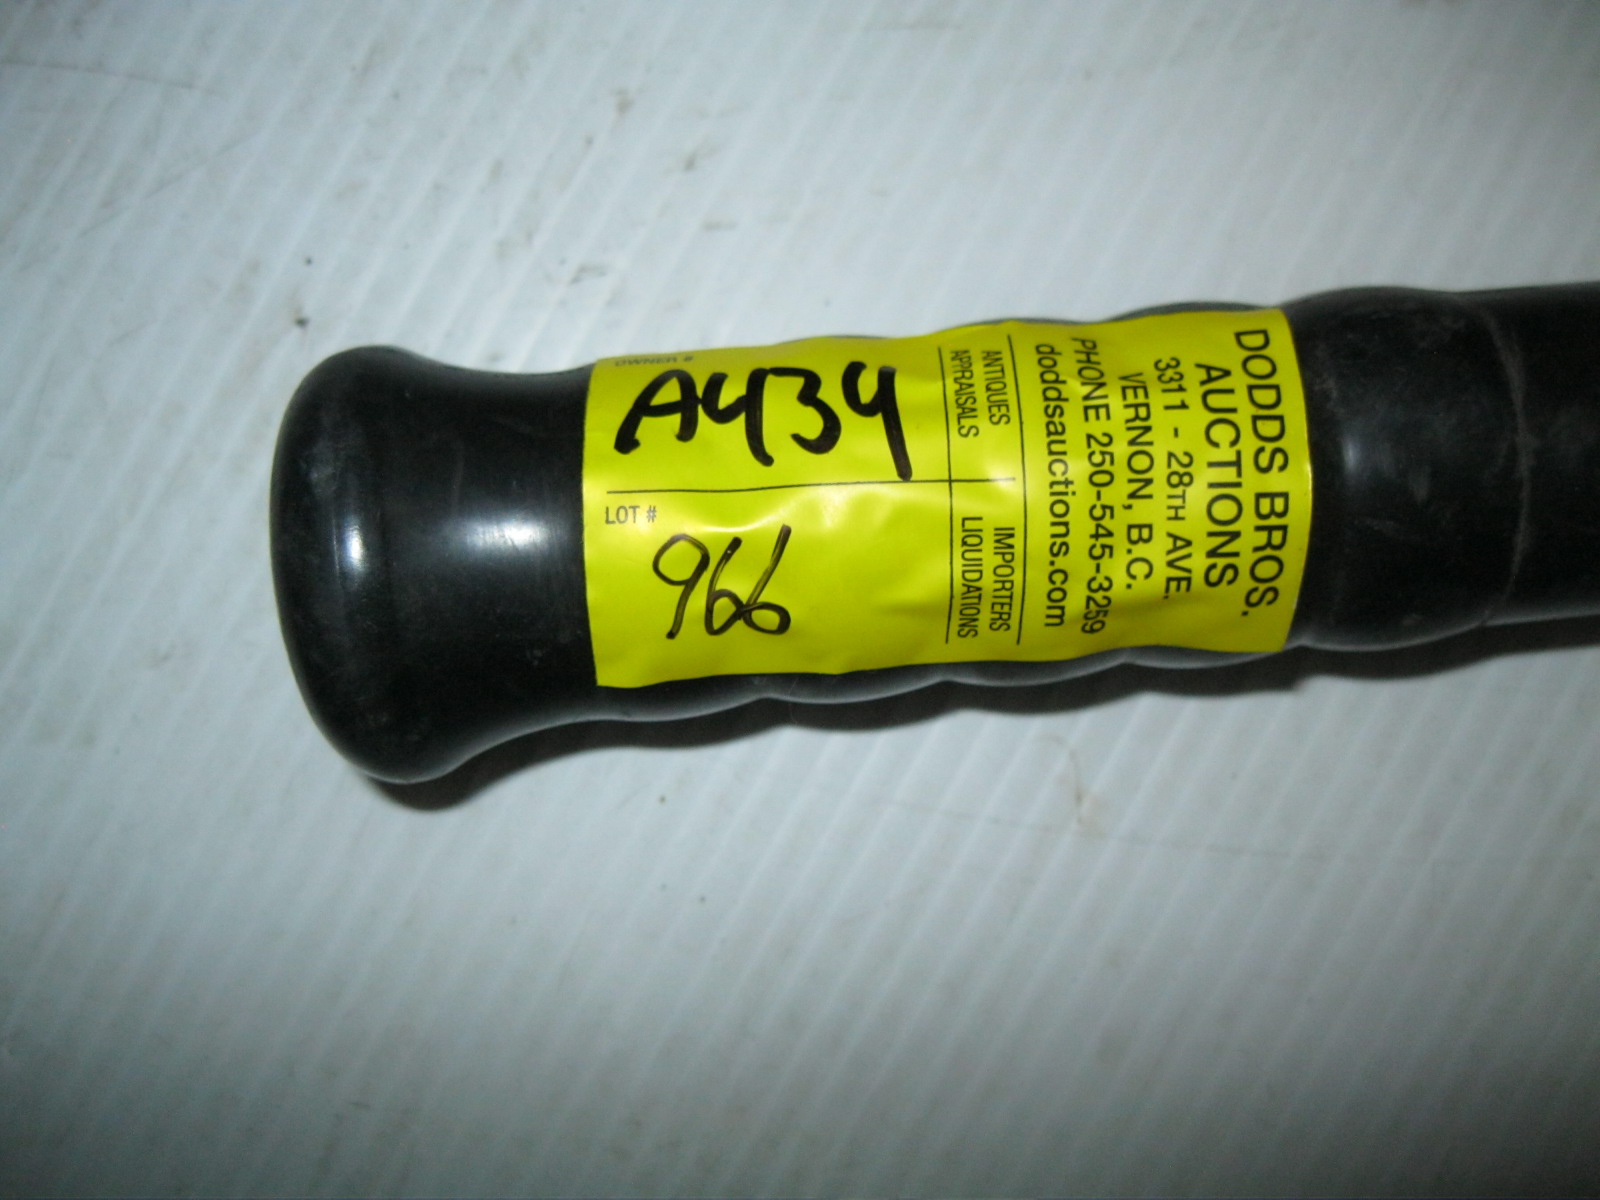 DODDS BROS.
AUCTIONS
3311 - 28TH AVE.
VERNON, B.C.
PHONE 250-545-3259
doddsauctions.com
ANTIQUES IMPORTERS
APPRAISALS LIQUIDATIONS
OWNER #
A434
LOT #
966